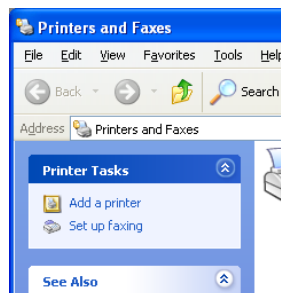 Printers and Faxes
File Edit View Favorites Tools Help
Back Search
Address Printers and Faxes
Printer Tasks
Add a printer
Set up faxing
See Also